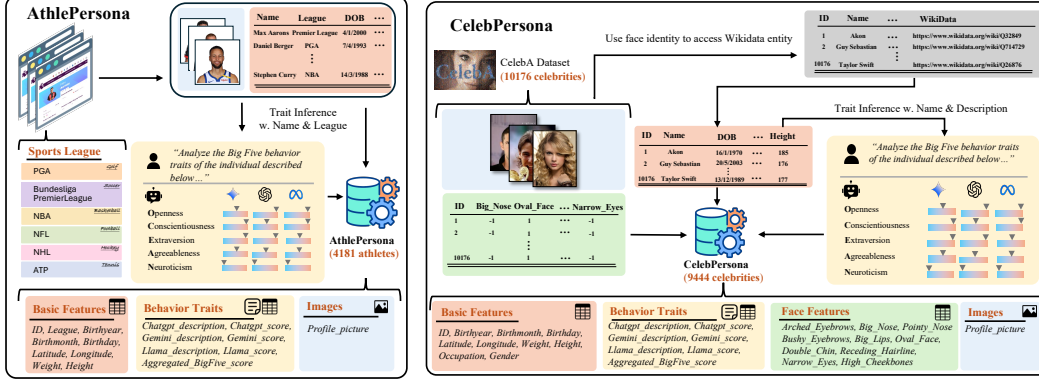 AthlePersona
Name League DOB ...
Max Aarons Premier League 4/1/2000 ...
Daniel Berger PGA 7/4/1993 ...
Stephen Curry NBA 14/3/1988 ...
Trait Inference
w. Name & League
Sports League
PGA Golf
Bundesliga
PremierLeague
Soccer
NBA Basketball
NFL Football
NHL Hockey
ATP Tennis
"Analyze the Big Five behavior
traits of the individual described
below…"
Openness
Conscientiousness
Extraversion
Agreeableness
Neuroticism
AthlePersona
(4181 athletes)
Basic Features
ID, League, Birthyear,
Birthmonth, Birthday,
Latitude, Longitude,
Weight, Height
Behavior Traits
Chatgpt_description, Chatgpt_score,
Gemini_description, Gemini_score,
Llama_description, Llama_score,
Aggregated_BigFive_score
Images
Profile_picture
CelebPersona
CelebA
CelebA Dataset
(10176 celebrities)
Use face identity to access Wikidata entity
ID Name ... WikiData
1 Akon https://www.wikidata.org/wiki/Q32849
2 Guy Sebastian https://www.wikidata.org/wiki/Q714729
10176 Taylor Swift https://www.wikidata.org/wiki/Q26876
ID Name DOB ... Height
1 Akon 16/1/1970 ... 185
2 Guy Sebastian 20/5/2003 ... 176
10176 Taylor Swift 13/12/1989 ... 177
Trait Inference w. Name & Description
"Analyze the Big Five behavior
traits of the individual described
below…"
Openness
Conscientiousness
Extraversion
Agreeableness
Neuroticism
ID Big_Nose Oval_Face ... Narrow_Eyes
1 -1 1 ... -1
2 -1 1 ... -1
10176 -1 1 ... -1
CelebPersona
(9444 celebrities)
Basic Features
ID, Birthyear, Birthmonth, Birthday,
Latitude, Longitude, Weight, Height,
Occupation, Gender
Behavior Traits
Chatgpt_description, Chatgpt_score,
Gemini_description, Gemini_score,
Llama_description, Llama_score,
Aggregated_BigFive_score
Face Features
Arched_Eyebrows, Big_Nose, Pointy_Nose
Bushy_Eyebrows, Big_Lips, Oval_Face,
Double_Chin, Receding_Hairline,
Narrow_Eyes, High_Cheekbones
Images
Profile_picture